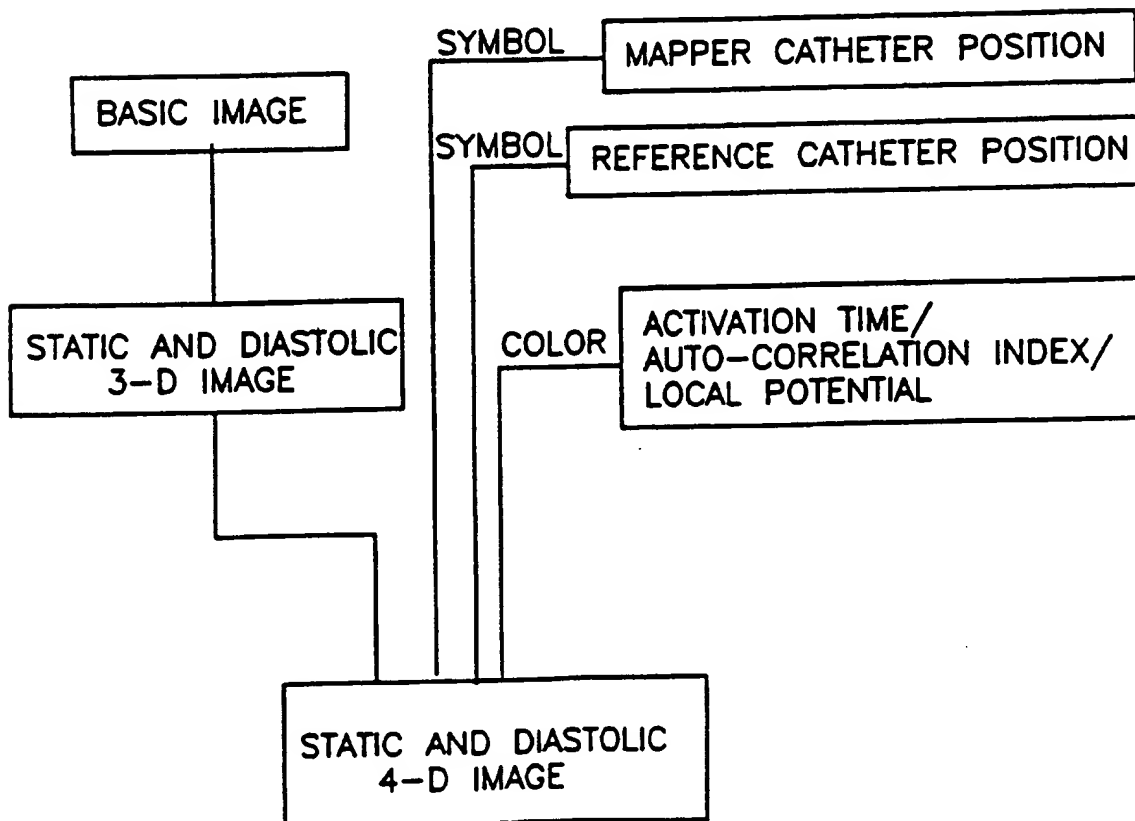 SYMBOL
MAPPER CATHETER POSITION
BASIC IMAGE
SYMBOL
REFERENCE CATHETER POSITION
STATIC AND DIASTOLIC
3-D IMAGE
COLOR
ACTIVATION TIME/
AUTO-CORRELATION INDEX/
LOCAL POTENTIAL
STATIC AND DIASTOLIC
4-D IMAGE